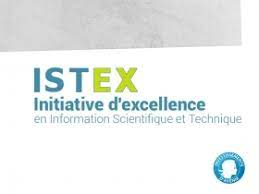 ISTEX
Initiative d'excellence
en Information Scientifique et Technique